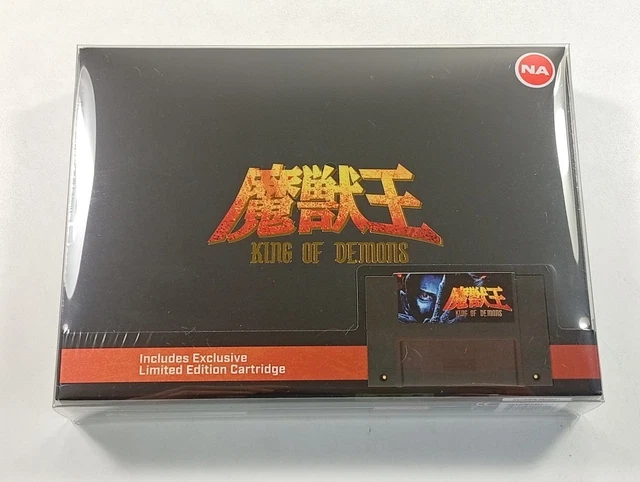 NA
魔獣王
KING OF DEMONS
魔獣王
KING OF DEMONS
Includes Exclusive
Limited Edition Cartridge